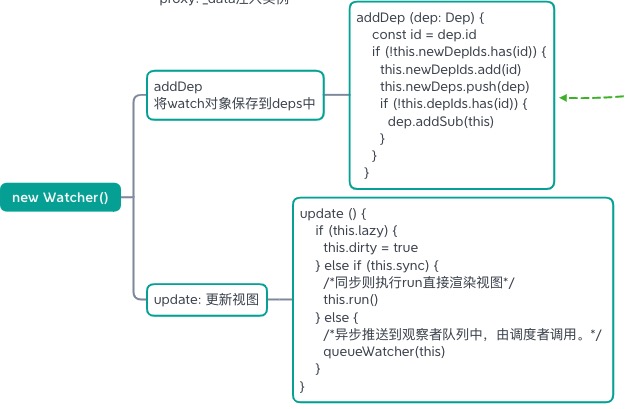 proxy: _data注入实例
addDep (dep: Dep) {
const id = dep.id
if (!this.newDepIds.has(id)) {
this.newDepIds.add(id)
this.newDeps.push(dep)
if (!this.depIds.has(id)) {
dep.addSub(this)
}
}
}
addDep
将watch对象保存到deps中
new Watcher()
update: 更新视图
update () {
if (this.lazy) {
this.dirty = true
} else if (this.sync) {
/*同步则执行run直接渲染视图*/
this.run()
} else {
/*异步推送到观察者队列中，由调度者调用。*/
queueWatcher(this)
}
}